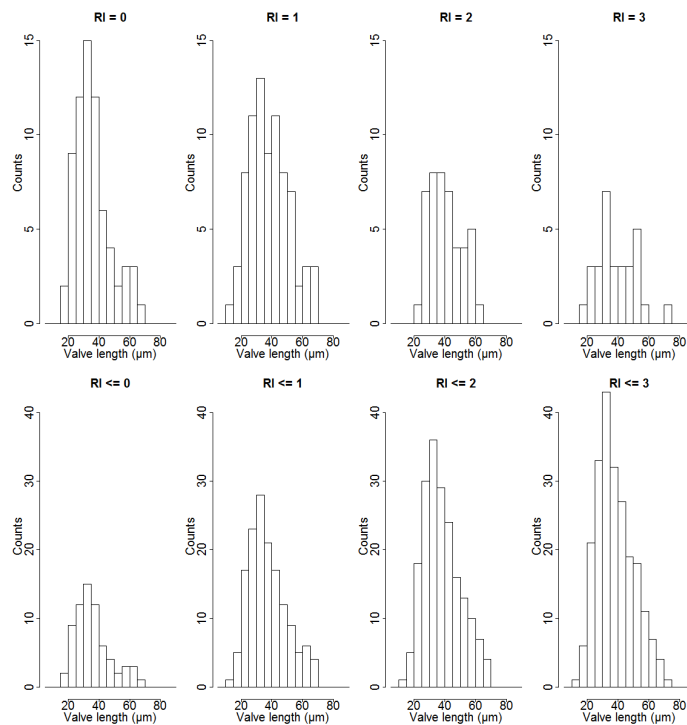 RI = 0 RI = 1 RI = 2 RI = 3
15 15 15 15
10 10 10 10
Counts Counts Counts Counts
5 5 5 5
0 0 0 0
20 40 60 80 20 40 60 80 20 40 60 80 20 40 60 80
Valve length (µm) Valve length (µm) Valve length (µm) Valve length (µm)
RI <= 0 RI <= 1 RI <= 2 RI <= 3
40 40 40 40
30 30 30 30
Counts Counts Counts Counts
20 20 20 20
10 10 10 10
0 0 0 0
20 40 60 80 20 40 60 80 20 40 60 80 20 40 60 80
Valve length (µm) Valve length (µm) Valve length (µm) Valve length (µm)